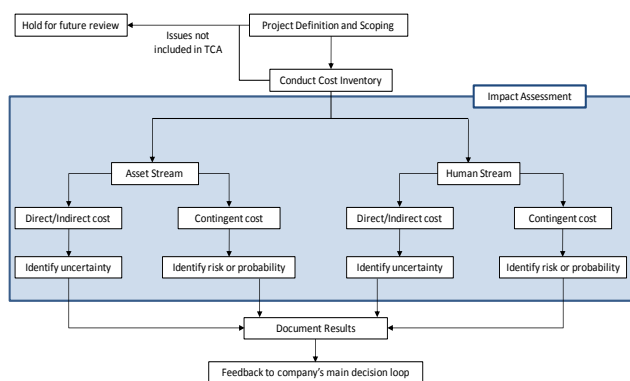 Hold for future review
Project Definition and Scoping
Issues not
included in TCA
Conduct Cost Inventory
Impact Assessment
Asset Stream
Human Stream
Direct/Indirect cost
Contingent cost
Direct/Indirect cost
Contingent cost
Identify uncertainty
Identify risk or probability
Identify uncertainty
Identify risk or probability
Document Results
Feedback to company's main decision loop